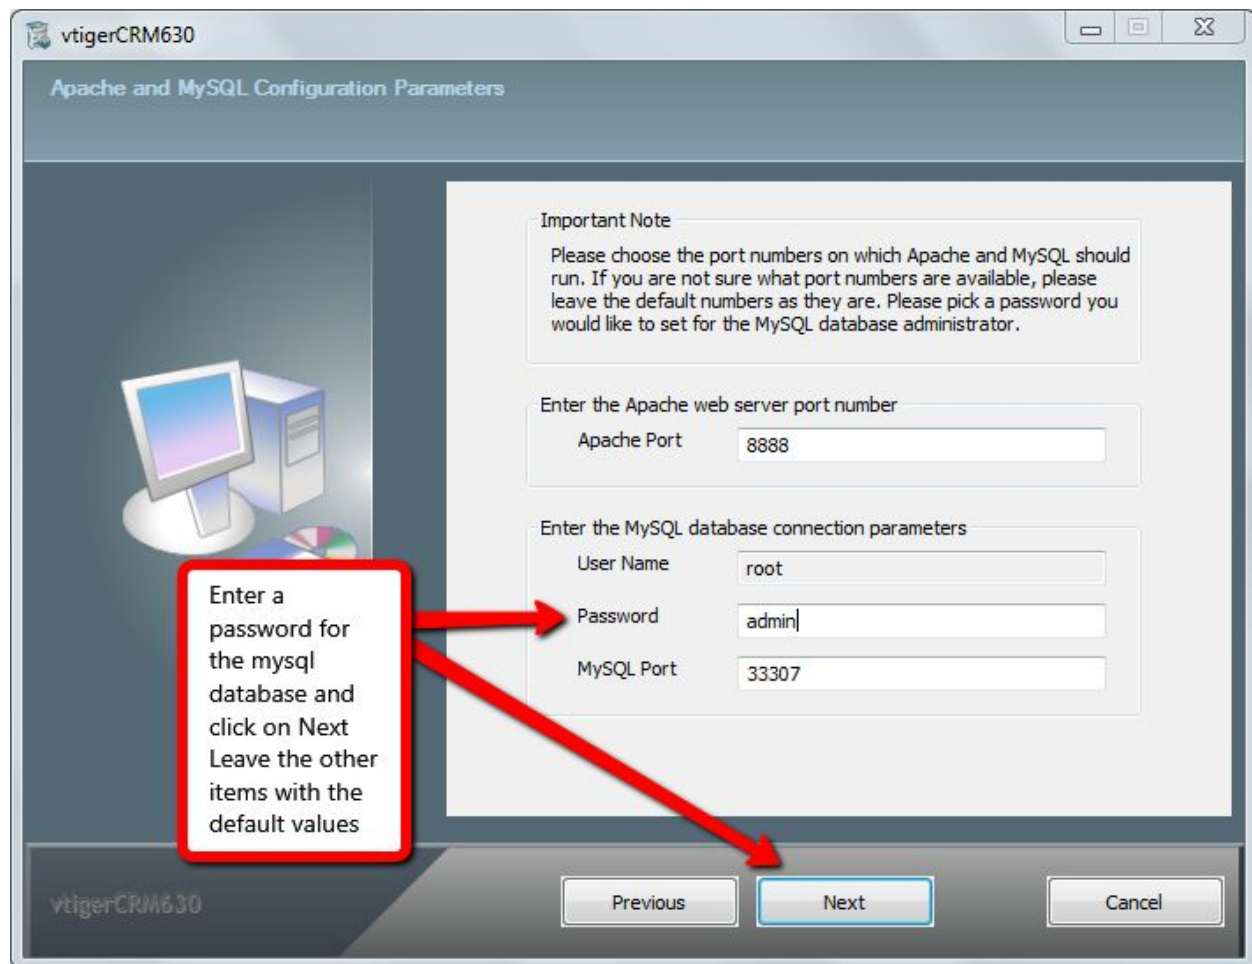 vtigerCRM630
Apache and MySQL Configuration Parameters
Important Note
Please choose the port numbers on which Apache and MySQL should
run. If you are not sure what port numbers are available, please
leave the default numbers as they are. Please pick a password you
would like to set for the MySQL database administrator.
Enter the Apache web server port number
Apache Port 8888
Enter the MySQL database connection parameters
User Name root
Password admin
MySQL Port 33307
Enter a
password for
the mysql
database and
click on Next
Leave the other
items with the
default values
vtigerCRM630
Previous Next Cancel